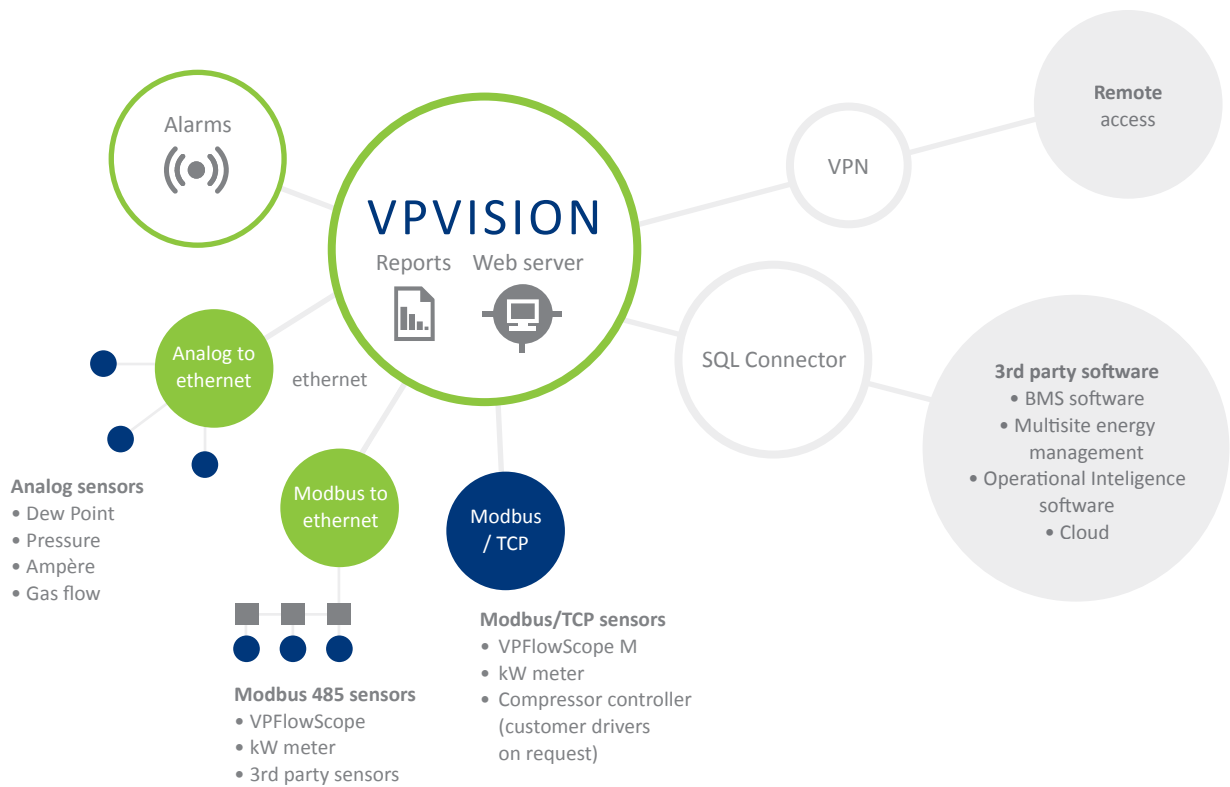 Alarms
VPVISION
Reports Web server
VPN
Remote
access
SQL Connector
3rd party software
• BMS software
• Multisite energy
management
• Operational Inteligence
software
• Cloud
Analog to
ethernet
ethernet
Analog sensors
• Dew Point
• Pressure
• Ampère
• Gas flow
Modbus to
ethernet
Modbus 485 sensors
• VPFlowScope
• kW meter
• 3rd party sensors
Modbus
/ TCP
Modbus/TCP sensors
• VPFlowScope M
• kW meter
• Compressor controller
(customer drivers
on request)